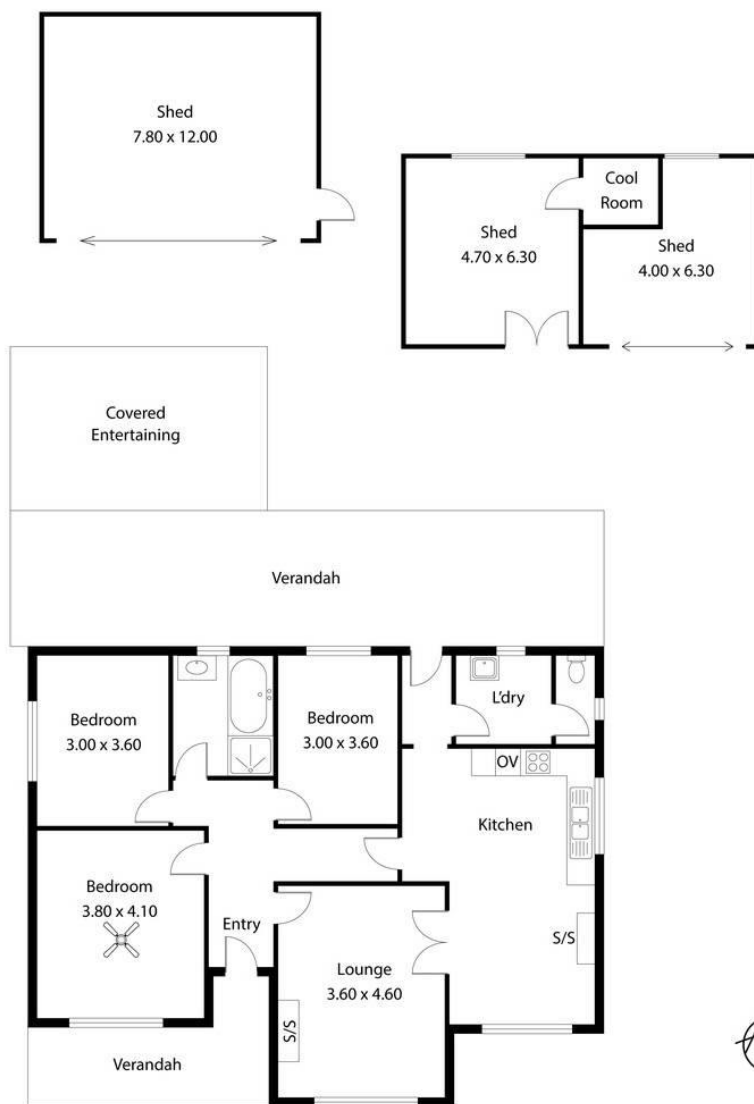 Shed
7.80 x 12.00
Cool
Room
Shed
4.70 x 6.30
Shed
4.00 x 6.30
Covered
Entertaining
Verandah
Bedroom
3.00 x 3.60
Bedroom
3.00 x 3.60
L'dry
OV
Kitchen
Bedroom
3.80 x 4.10
Entry
S/S
Lounge
3.60 x 4.60
S/S
Verandah